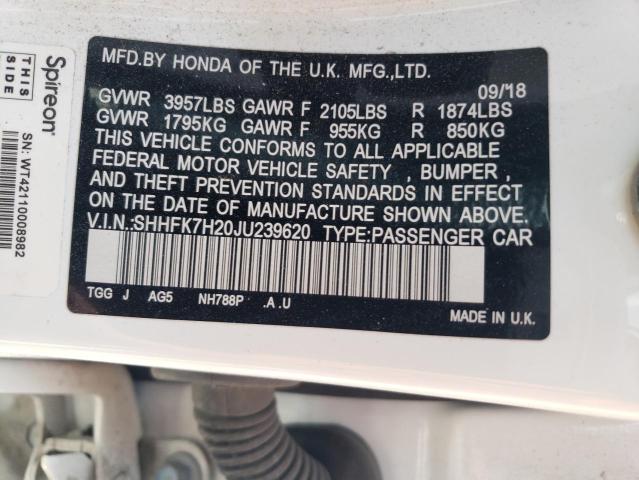 MFD.BY HONDA OF THE U.K. MFG.,LTD.
09/18
GVWR 3957LBS GAWR F 2105LBS R 1874LBS
GVWR 1795KG GAWR F 955KG R 850KG
THIS VEHICLE CONFORMS TO ALL APPLICABLE
FEDERAL MOTOR VEHICLE SAFETY , BUMPER ,
AND THEFT PREVENTION STANDARDS IN EFFECT
ON THE DATE OF MANUFACTURE SHOWN ABOVE.
V.I.N.:SHHFK7H20JU239620 TYPE:PASSENGER CAR
TGG J AG5 NH788P .A .U
MADE IN U.K.
THIS
SIDE
Spireon
SN: WT42110008982